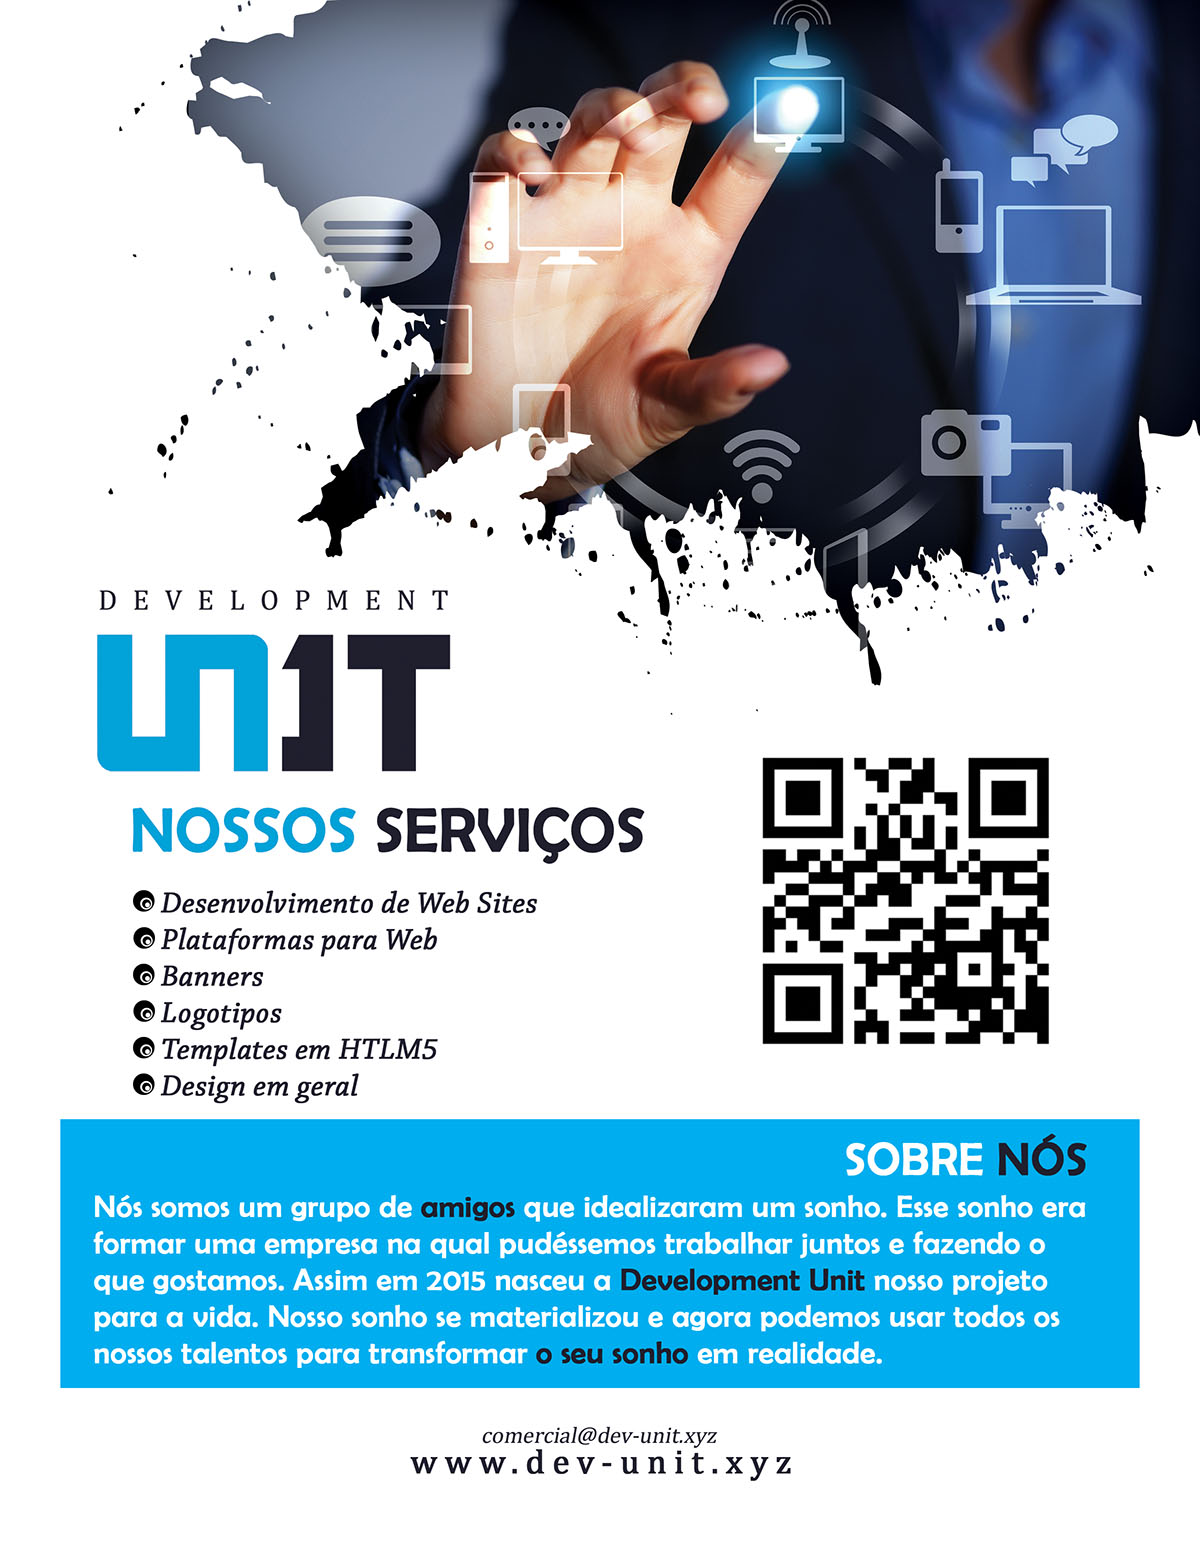 DEVELOPMENT
UN1T
NOSSOS SERVIÇOS
Desenvolvimento de Web Sites
Plataformas para Web
Banners
Logotipos
Templates em HTLM5
Design em geral
SOBRE NÓS
Nós somos um grupo de amigos que idealizaram um sonho. Esse sonho era
formar uma empresa na qual pudéssemos trabalhar juntos e fazendo o
que gostamos. Assim em 2015 nasceu a Development Unit nosso projeto
para a vida. Nosso sonho se materializou e agora podemos usar todos os
nossos talentos para transformar o seu sonho em realidade.
comercial@dev-unit.xyz
www.dev-unit.xyz